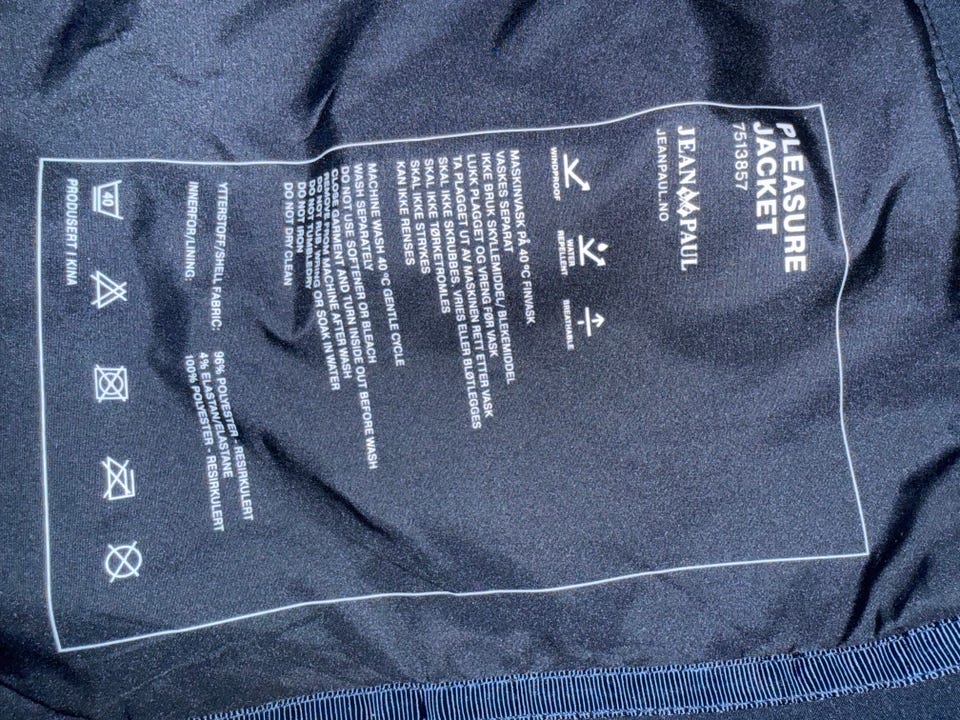 PLEASURE
JACKET
7513857
JEAN PAUL
JEANPAUL.NO
WINDPROOF
WATER
REPELLENT
BREATHABLE
MASKINVASK PÅ 40 ºC FINVASK
VASKES SEPARAT
IKKE BRUK SKYLLEMIDDEL/ BLEKEMIDDEL
LUKK PLAGGET OG VRENG FØR VASK
TA PLAGGET UT AV MASKINEN RETT ETTER VASK
SKAL IKKE SKRUBBES, VRIES ELLER BLØTLEGGES
SKAL IKKE TØRKETROMLES
SKAL IKKE STRYKES
KAN IKKE RENSES
MACHINE WASH 40 ºC GENTLE CYCLE
WASH SEPARATELY
DO NOT USE SOFTENER OR BLEACH
CLOSE GARMENT AND TURN INSIDE OUT BEFORE WASH
REMOVE FROM MACHINE AFTER WASH
DO NOT RUB, WRING OR SOAK IN WATER
DO NOT TUMBLEDRY
DO NOT IRON
DO NOT DRY CLEAN
YTTERSTOFF/SHELL FABRIC: 96% POLYESTER - RESIRKULERT
4% ELASTAN/ELASTANE
INNERFOR/LINING: 100% POLYESTER - RESIRKULERT
40
PRODUSERT I KINA